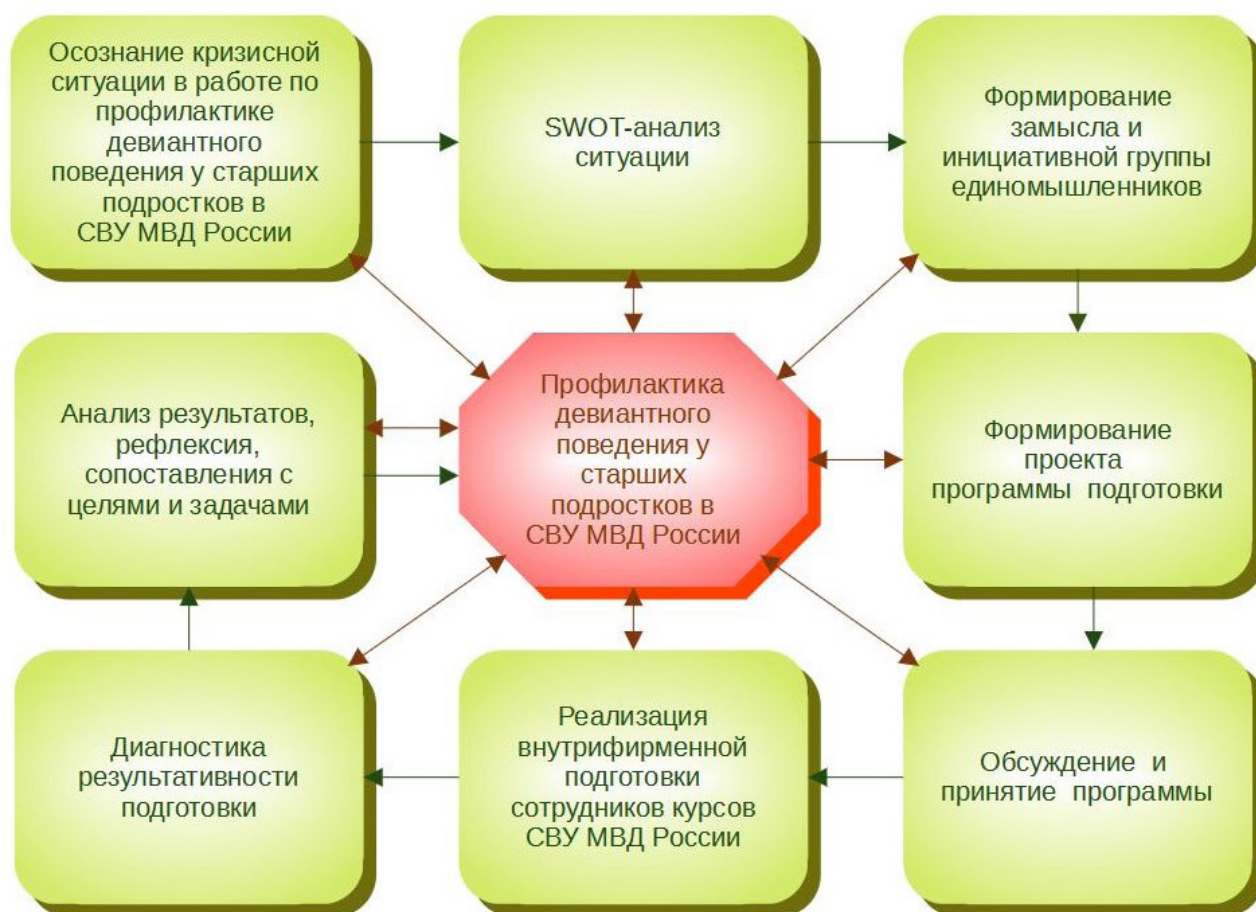 Осознание кризисной
ситуации в работе по
профилактике
девиантного
поведения у старших
подростков в
СВУ МВД России
SWOT-анализ
ситуации
Формирование
замысла и
инициативной группы
единомышленников
Анализ результатов,
рефлексия,
сопоставления с
целями и задачами
Профилактика
девиантного
поведения у
старших
подростков в
СВУ МВД России
Формирование
проекта
программы подготовки
Диагностика
результативности
подготовки
Реализация
внутрифирменной
подготовки
сотрудников курсов
СВУ МВД России
Обсуждение и
принятие программы